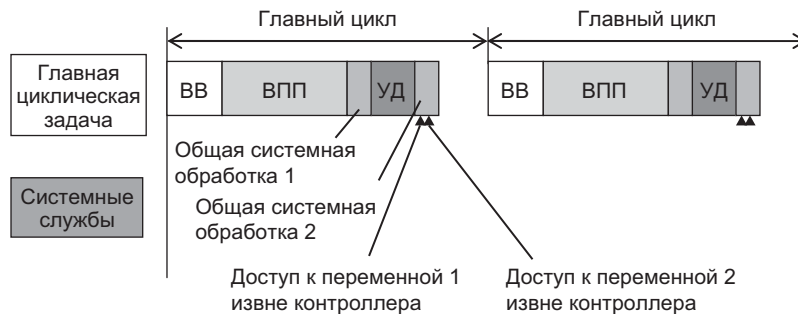 Главный цикл
Главный цикл
Главная
циклическая
задача
ВВ
ВПП
УД
ВВ
ВПП
УД
Общая системная
обработка 1
Системные
службы
Общая системная
обработка 2
Доступ к переменной 1
извне контроллера
Доступ к переменной 2
извне контроллера